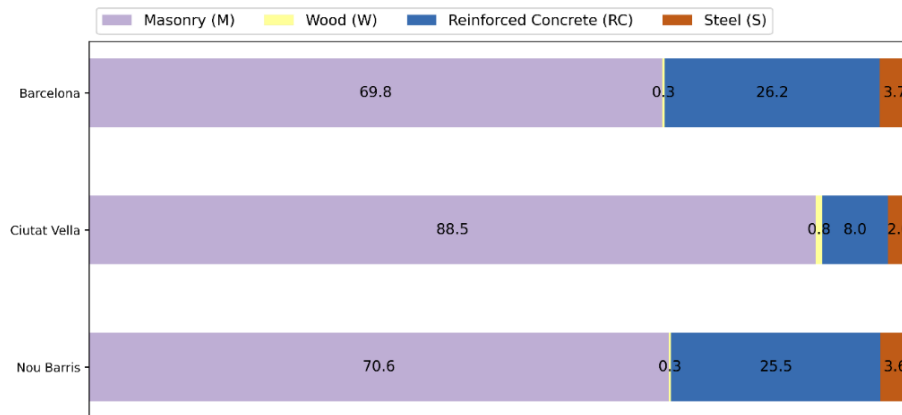 Masonry (M) Wood (W) Reinforced Concrete (RC) Steel (S)
Barcelona 69.8 0.3 26.2 3.7
Ciutat Vella 88.5 0.8 8.0
Nou Barris 70.6 0.3 25.5 3.6